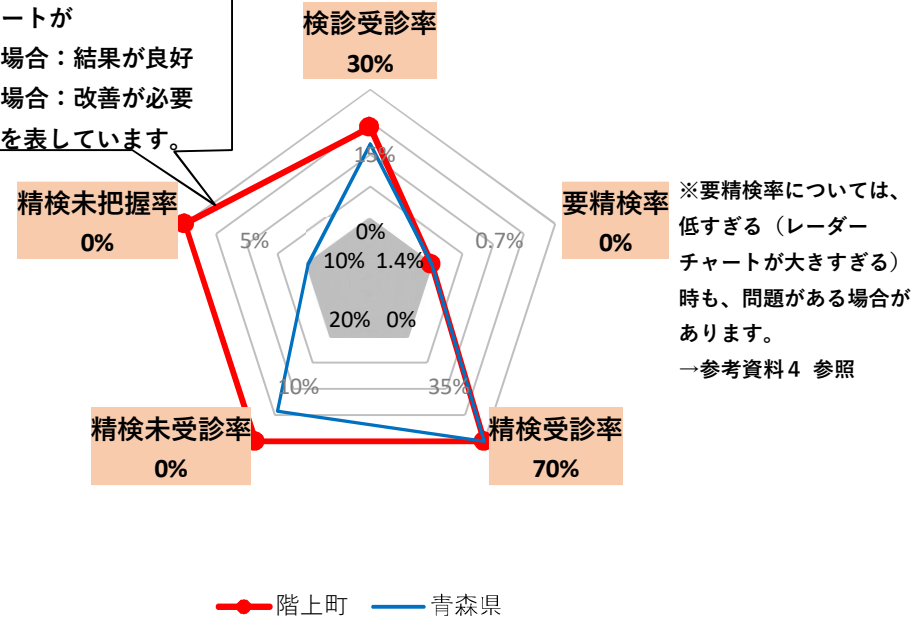 ートが
場合：結果が良好
場合：改善が必要
を表しています。
検診受診率
30%
15%
0%
精検未把握率
0%
5%
10%
1.4%
0.7%
要精検率
0%
※要精検率については、
低すぎる（レーダー
チャートが大きすぎる）
時も、問題がある場合が
あります。
→参考資料４ 参照
20%
0%
10%
35%
精検未受診率
0%
精検受診率
70%
階上町
青森県